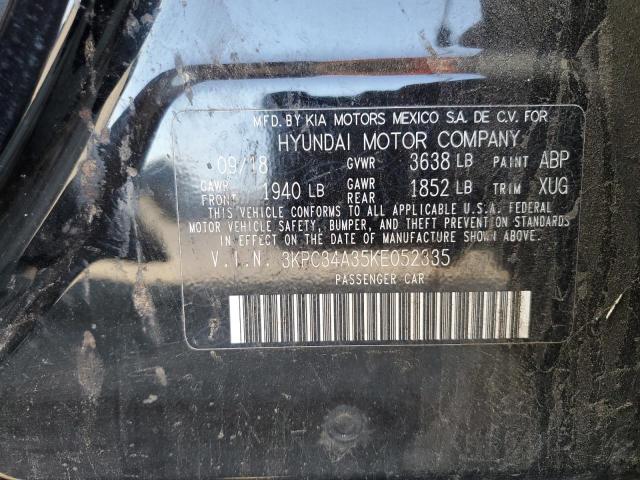 MFD. BY KIA MOTORS MEXICO S.A. DE C.V. FOR
HYUNDAI MOTOR COMPANY
09/18 GVWR 3638 LB PAINT ABP
GAWR FRONT 1940 LB GAWR REAR 1852 LB TRIM XUG
THIS VEHICLE CONFORMS TO ALL APPLICABLE U.S.A. FEDERAL
MOTOR VEHICLE SAFETY, BUMPER, AND THEFT PREVENTION STANDARDS
IN EFFECT ON THE DATE OF MANUFACTURE SHOWN ABOVE.
V.I.N. 3KPC34A35KE052335
PASSENGER CAR